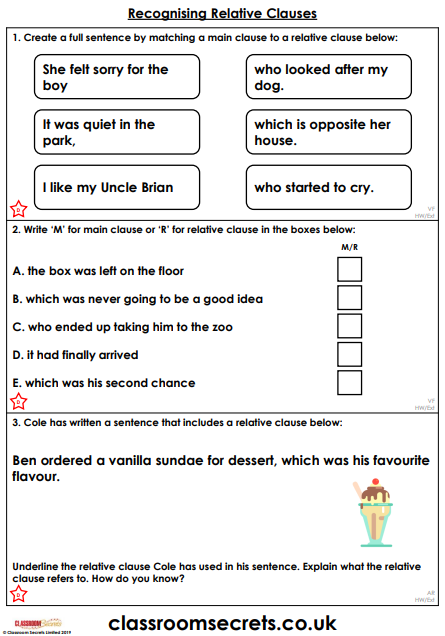 Recognising Relative Clauses
1. Create a full sentence by matching a main clause to a relative clause below:
She felt sorry for the
boy
who looked after my
dog.
It was quiet in the
park,
which is opposite her
house.
I like my Uncle Brian
who started to cry.
D
VF
HW/Ext
2. Write ‘M’ for main clause or ‘R’ for relative clause in the boxes below:
M/R
A. the box was left on the floor
B. which was never going to be a good idea
C. who ended up taking him to the zoo
D. it had finally arrived
E. which was his second chance
D
VF
HW/Ext
3. Cole has written a sentence that includes a relative clause below:
Ben ordered a vanilla sundae for dessert, which was his favourite
flavour.
Underline the relative clause Cole has used in his sentence. Explain what the relative
clause refers to. How do you know?
D
AR
HW/Ext
CLASSROOM Secrets
© Classroom Secrets Limited 2019
classroomsecrets.co.uk